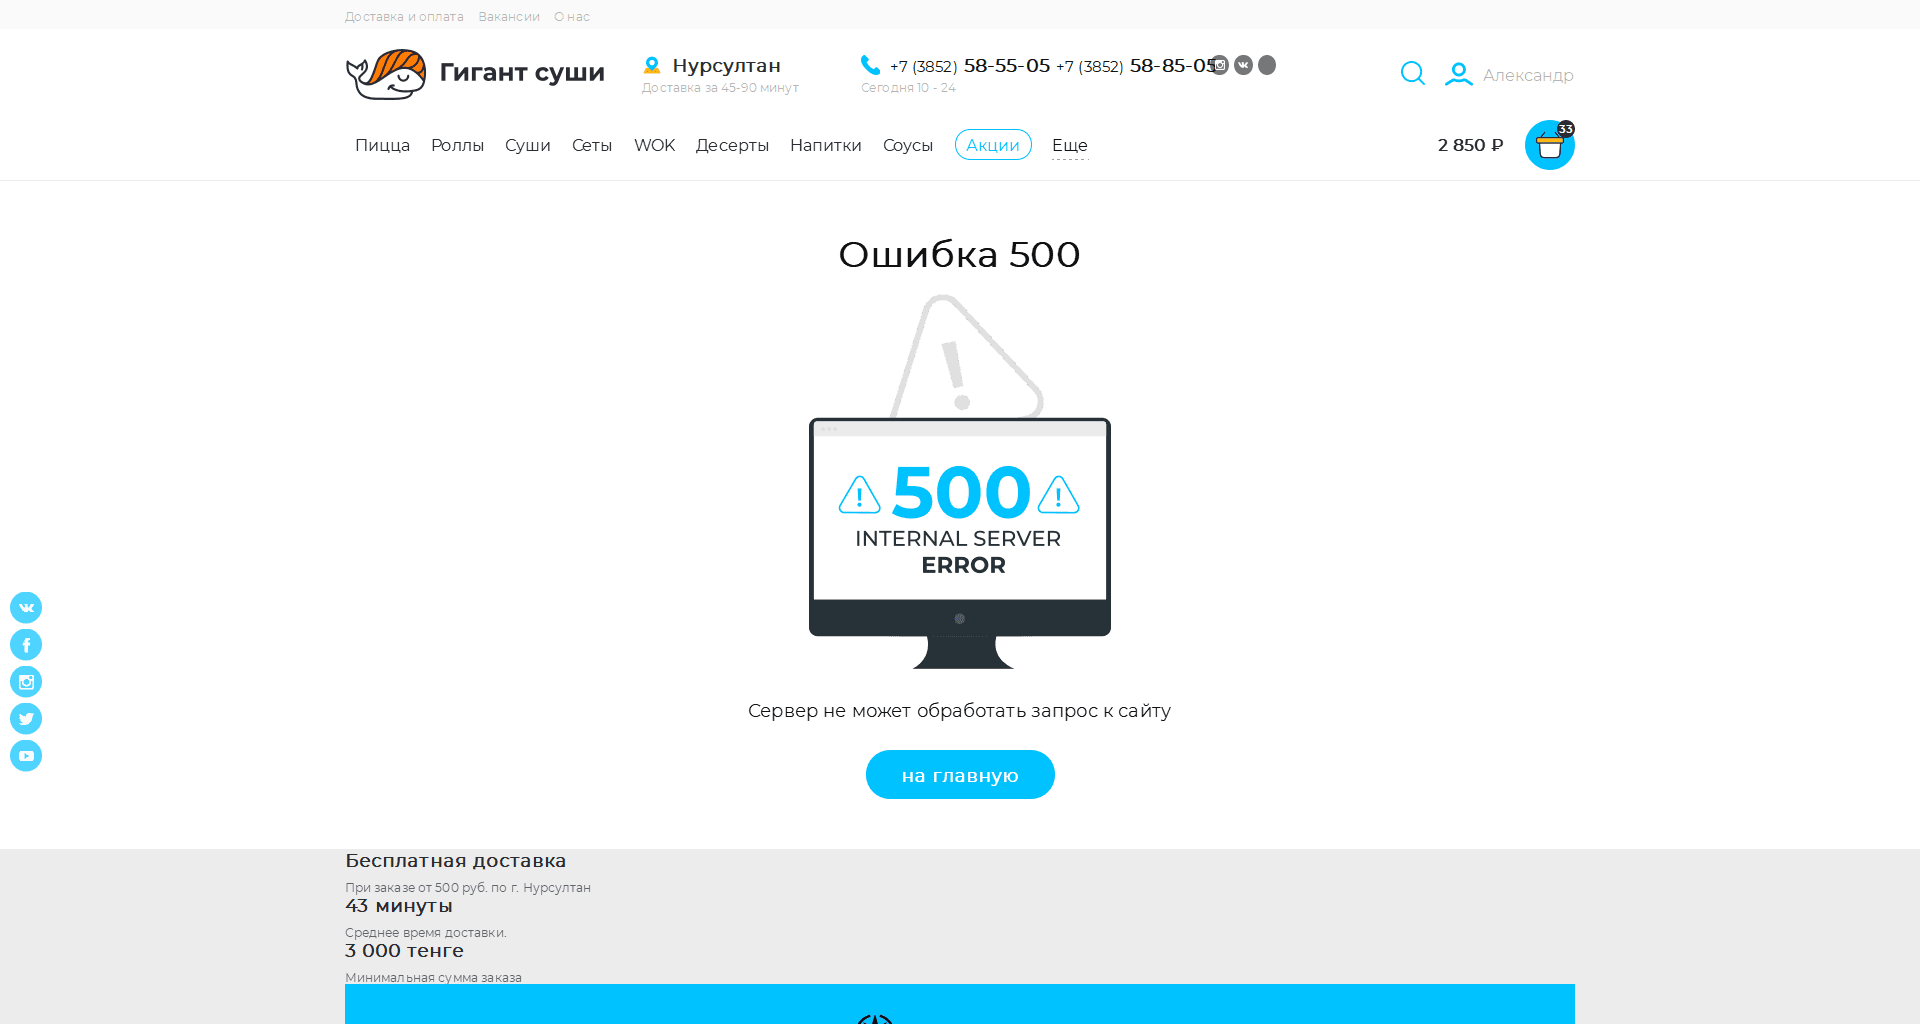 Доставка и оплата Вакансии О нас
Гигант суши
Нурсултан
Доставка за 45-90 минут
+7 (3852) 58-55-05 +7 (3852) 58-85-05
Сегодня 10 - 24
Александр
Пицца Роллы Суши Сеты WOK Десерты Напитки Соусы Акции Еще
2 850 ₽
33
Ошибка 500
500
INTERNAL SERVER
ERROR
Сервер не может обработать запрос к сайту
на главную
Бесплатная доставка
При заказе от 500 руб. по г. Нурсултан
43 минуты
Среднее время доставки.
3 000 тенге
Минимальная сумма заказа